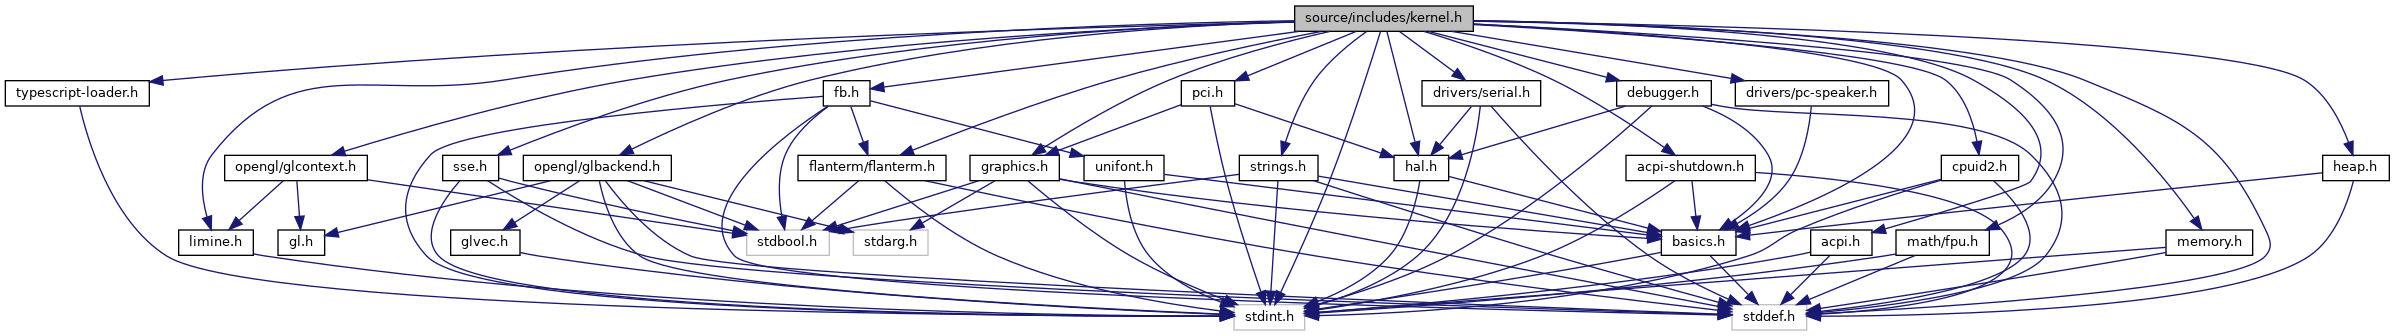 source/includes/kernel.h
typescript-loader.h
fb.h
pci.h
drivers/serial.h
debugger.h
drivers/pc-speaker.h
opengl/glcontext.h
sse.h
opengl/glbackend.h
flanterm/flanterm.h
graphics.h
unifont.h
strings.h
hal.h
acpi-shutdown.h
cpuid2.h
heap.h
limine.h
gl.h
glvec.h
stdbool.h
stdarg.h
basics.h
acpi.h
math/fpu.h
memory.h
stdint.h
stddef.h